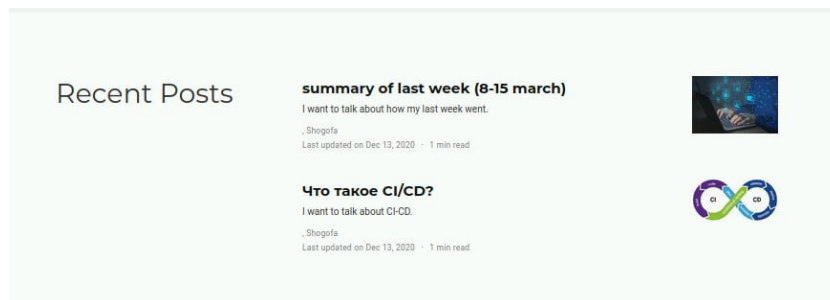 Recent Posts
summary of last week (8-15 march)
I want to talk about how my last week went.
, Shogofa
Last updated on Dec 13, 2020 · 1 min read
Что такое CI/CD?
I want to talk about CI-CD.
, Shogofa
Last updated on Dec 13, 2020 · 1 min read
CI
CD